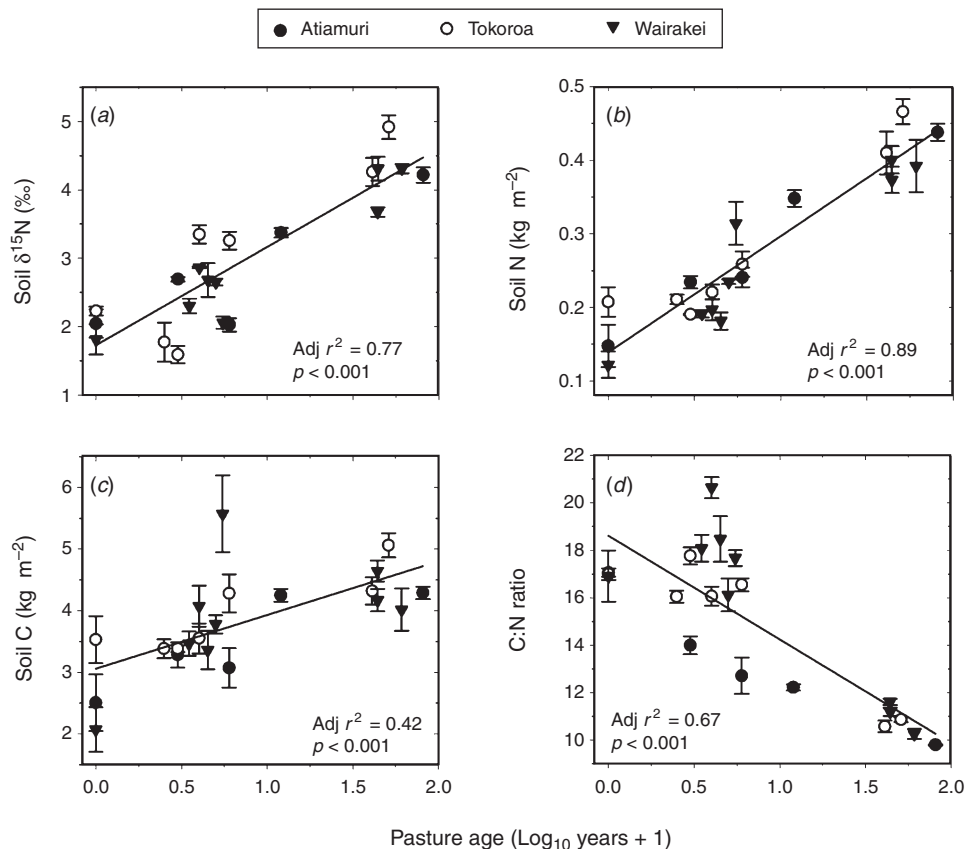 Atiamuri Tokoroa Wairakei
(a)
Soil δ¹⁵N (‰)
5
4
3
2
1
Adj r² = 0.77
p < 0.001
(b)
Soil N (kg m⁻²)
0.5
0.4
0.3
0.2
0.1
Adj r² = 0.89
p < 0.001
(c)
Soil C (kg m⁻²)
6
5
4
3
2
Adj r² = 0.42
p < 0.001
0.0 0.5 1.0 1.5 2.0
(d)
C:N ratio
22
20
18
16
14
12
10
Adj r² = 0.67
p < 0.001
0.0 0.5 1.0 1.5 2.0
Pasture age (Log₁₀ years + 1)